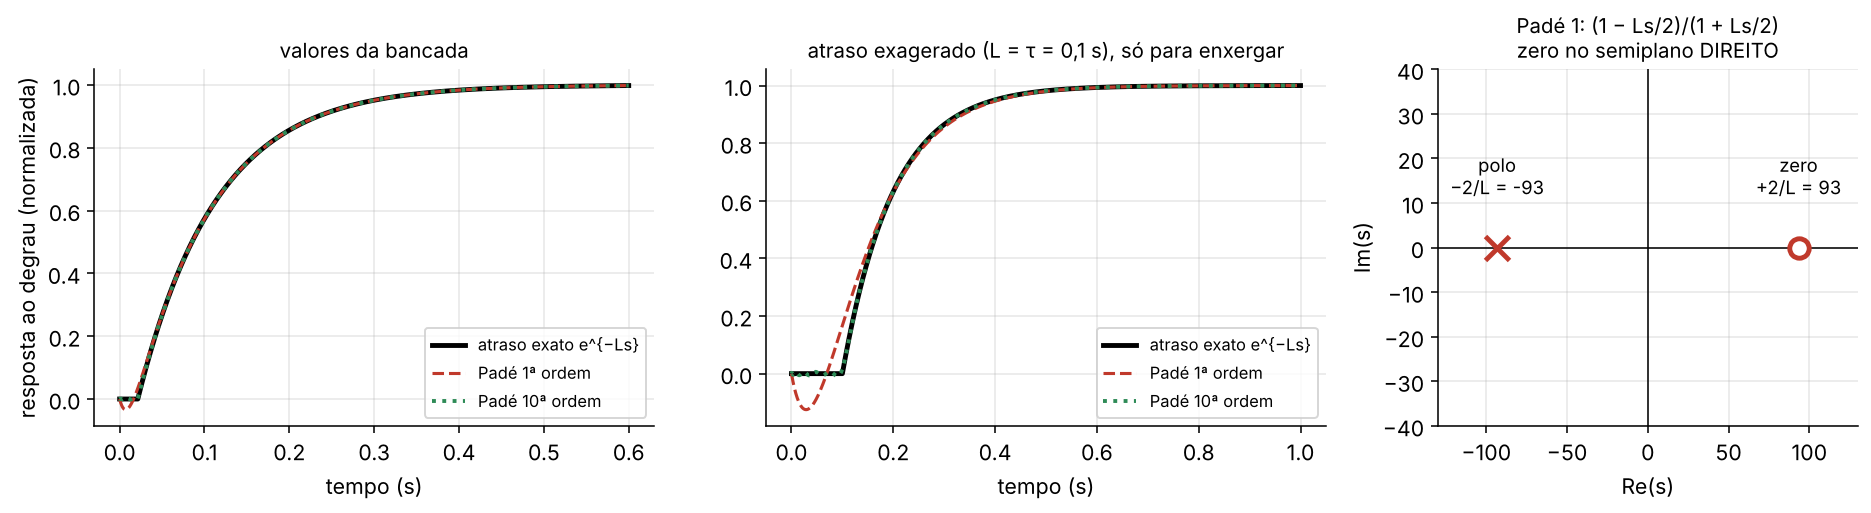 valores da bancada
resposta ao degrau (normalizada)
1.0
0.8
0.6
0.4
0.2
0.0
atraso exato e^{−Ls}
Padé 1ª ordem
Padé 10ª ordem
0.0 0.1 0.2 0.3 0.4 0.5 0.6
tempo (s)
atraso exagerado (L = τ = 0,1 s), só para enxergar
1.0
0.8
0.6
0.4
0.2
0.0
atraso exato e^{−Ls}
Padé 1ª ordem
Padé 10ª ordem
0.0 0.2 0.4 0.6 0.8 1.0
tempo (s)
Padé 1: (1 − Ls/2)/(1 + Ls/2)
zero no semiplano DIREITO
Im(s)
40
30
20
10
0
−10
−20
−30
−40
polo
−2/L = -93
zero
+2/L = 93
−100 −50 0 50 100
Re(s)